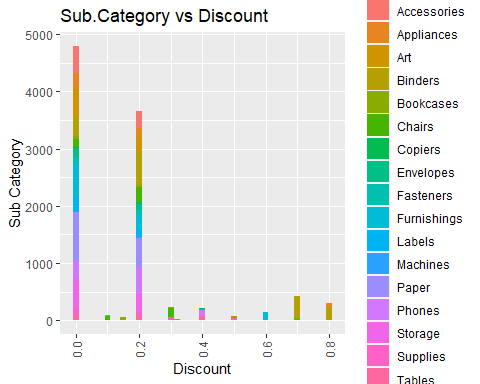 Sub.Category vs Discount
Sub Category
5000
4000
3000
2000
1000
0
0.0
0.2
0.4
0.6
0.8
Discount
Accessories
Appliances
Art
Binders
Bookcases
Chairs
Copiers
Envelopes
Fasteners
Furnishings
Labels
Machines
Paper
Phones
Storage
Supplies
Tables